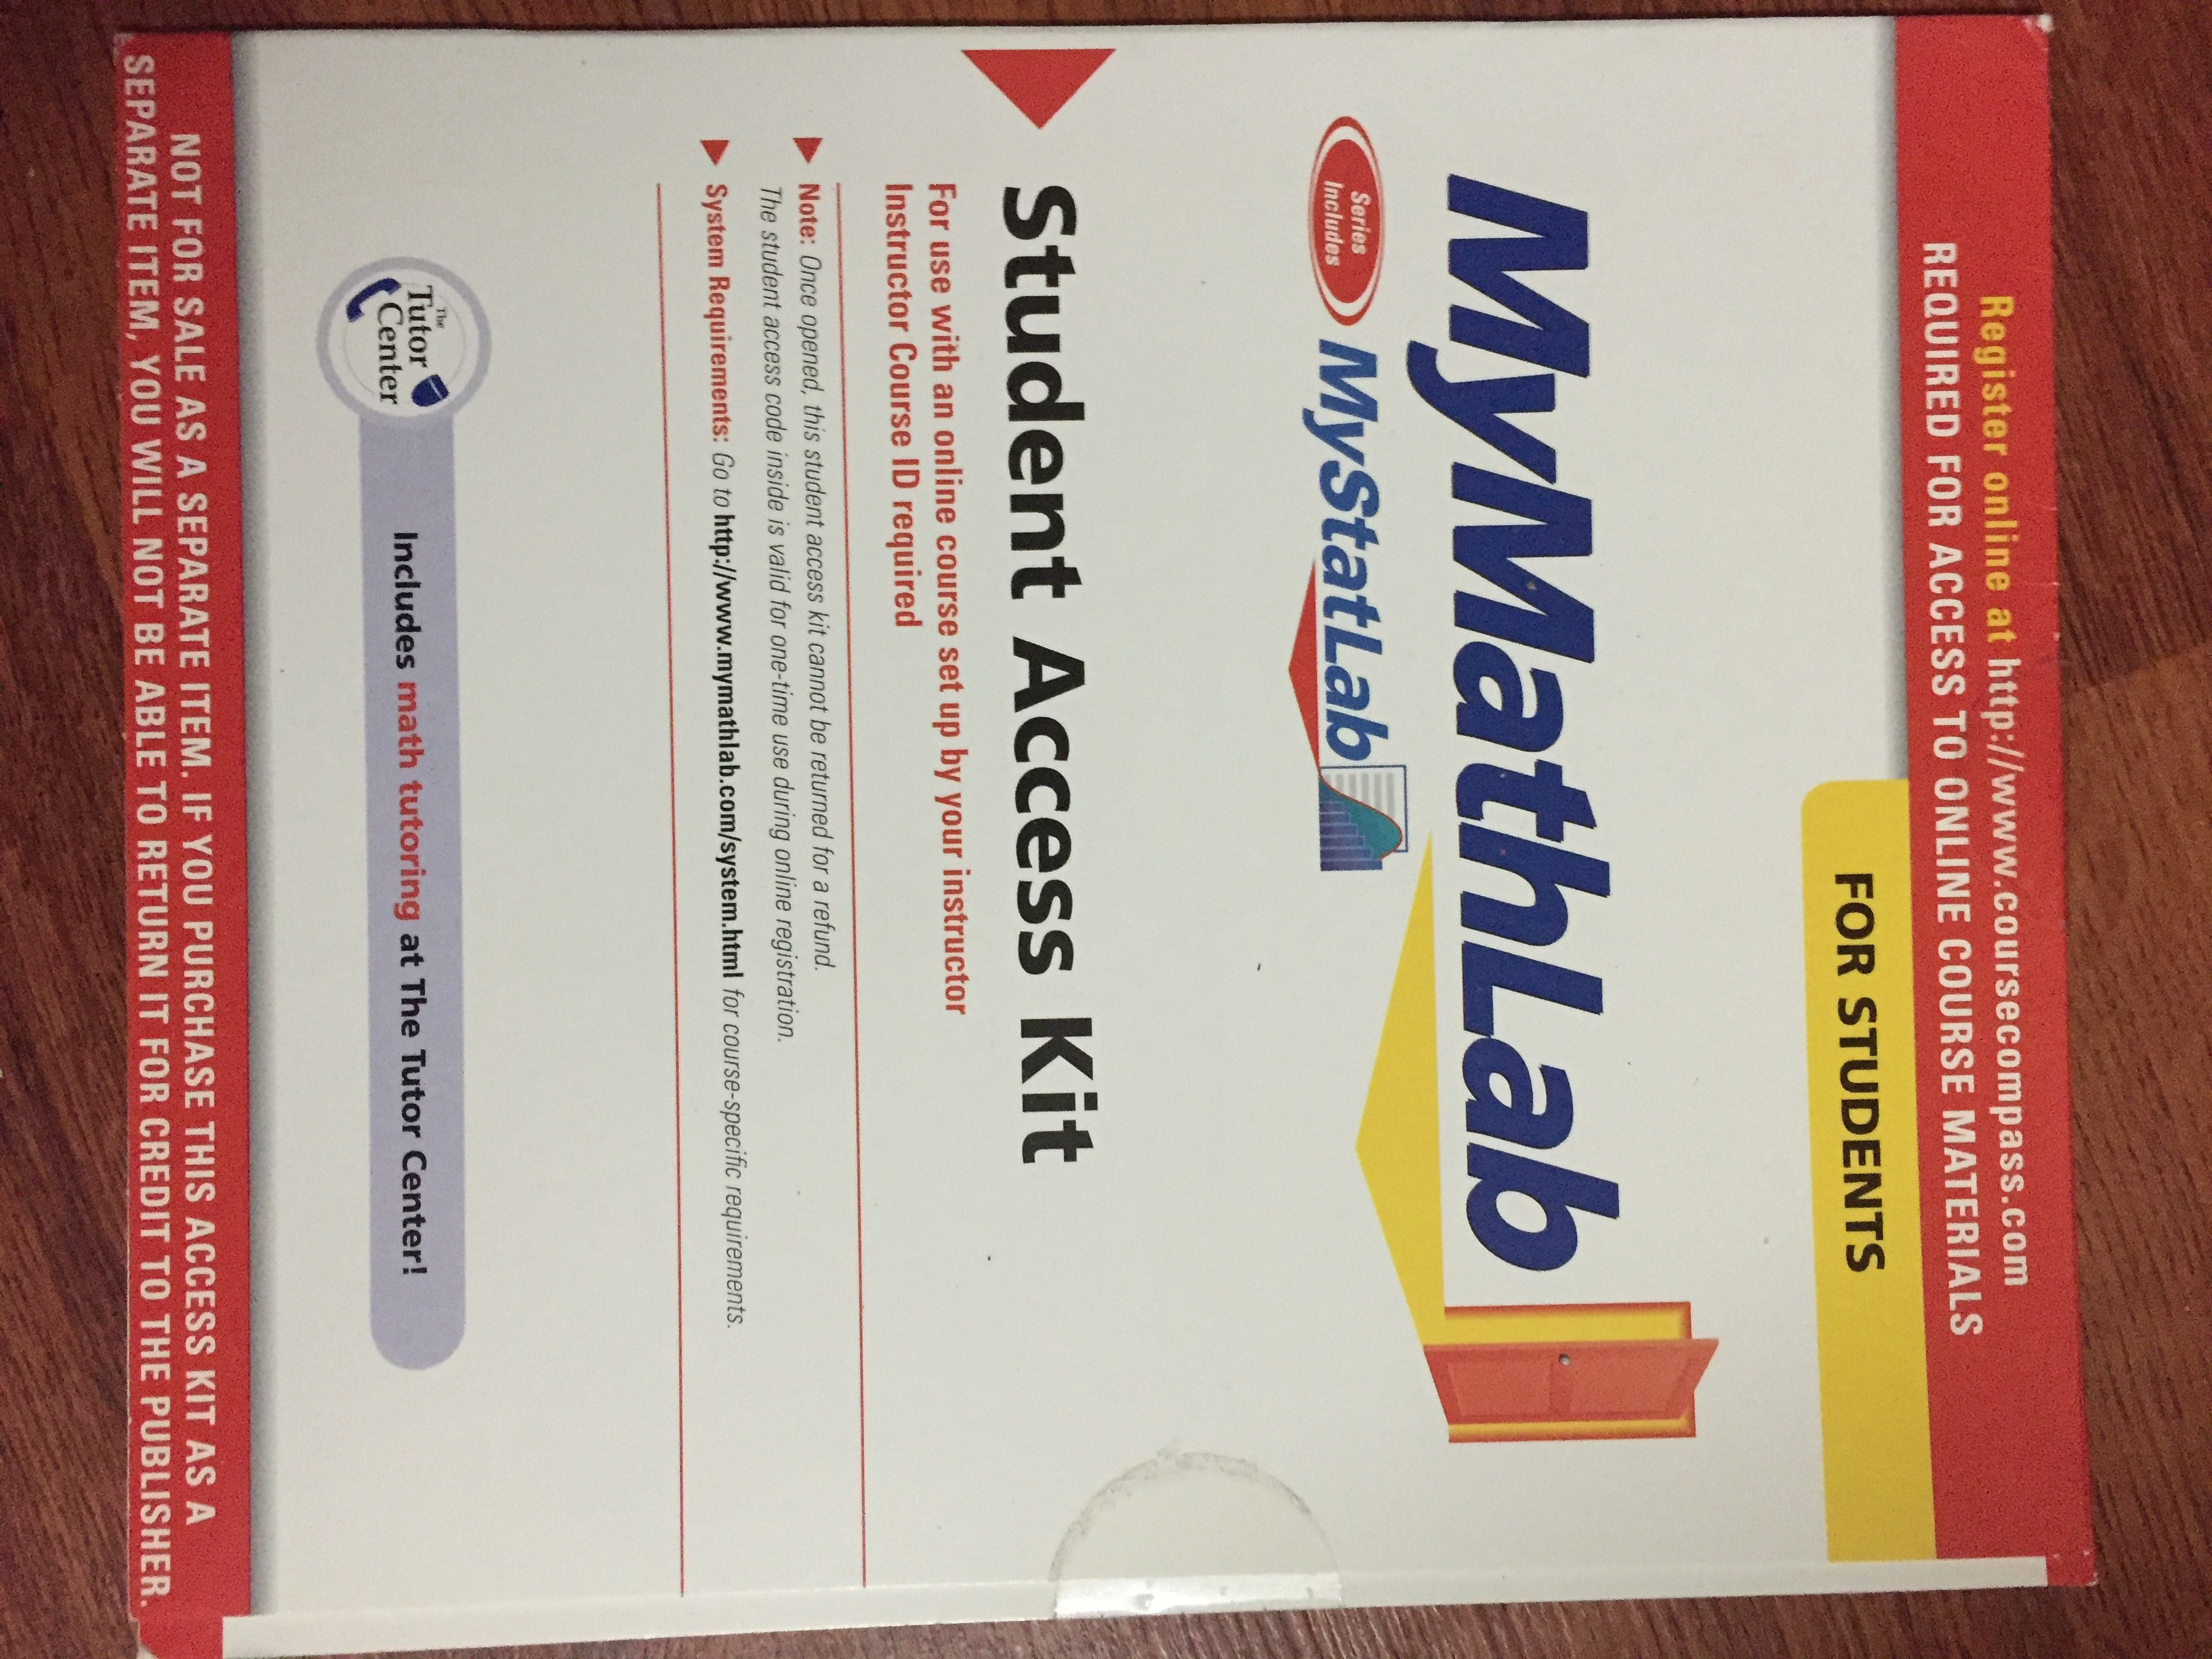 Register online at http://www.coursecompass.com
REQUIRED FOR ACCESS TO ONLINE COURSE MATERIALS
FOR STUDENTS
MyMathLab
Series
Includes
MyStatLab
Student Access Kit
For use with an online course set up by your instructor
Instructor Course ID required
Note: Once opened, this student access kit cannot be returned for a refund.
The student access code inside is valid for one-time use during online registration.
System Requirements: Go to http://www.mymathlab.com/system.html for course-specific requirements.
The
Tutor
Center
Includes math tutoring at The Tutor Center!
NOT FOR SALE AS A SEPARATE ITEM. IF YOU PURCHASE THIS ACCESS KIT AS A
SEPARATE ITEM, YOU WILL NOT BE ABLE TO RETURN IT FOR CREDIT TO THE PUBLISHER.